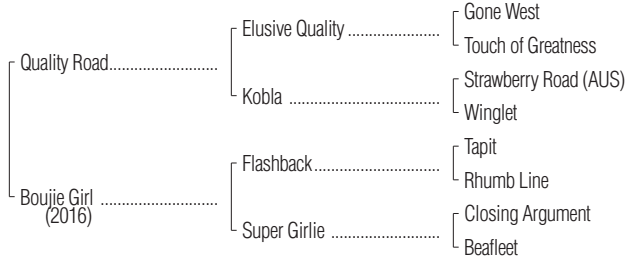 Gone West
Elusive Quality ....................
Touch of Greatness
Quality Road..........................
Strawberry Road (AUS)
Kobla .................................
Winglet
Tapit
Flashback............................
Rhumb Line
Boujie Girl ..........................
(2016)
Closing Argument
Super Girlie ........................
Beafleet